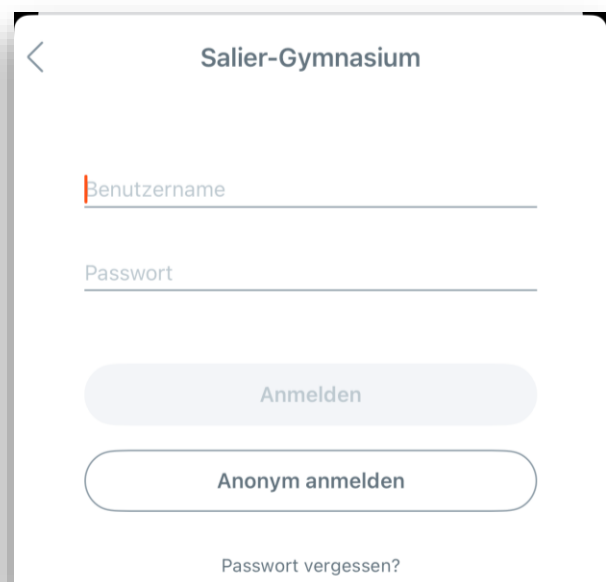 Salier-Gymnasium
Benutzername
Passwort
Anmelden
Anonym anmelden
Passwort vergessen?